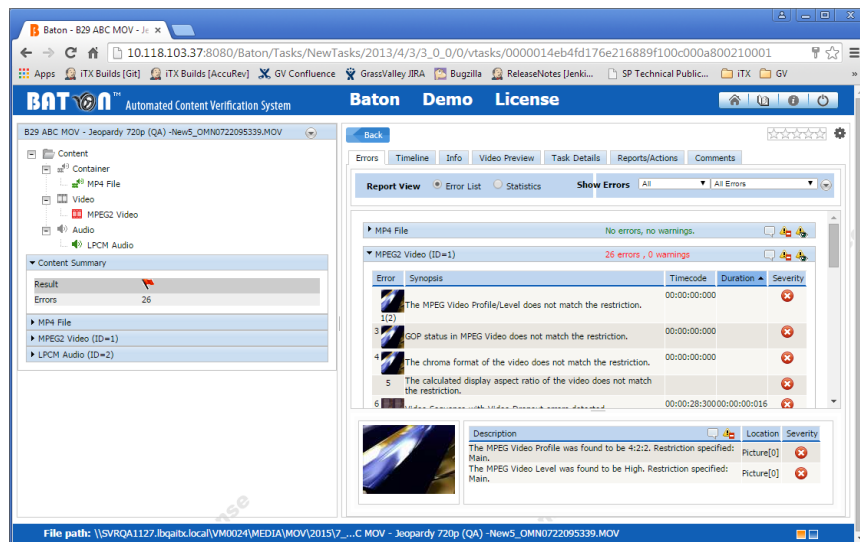 Baton - B29 ABC MOV - Je
10.118.103.37:8080/Baton/Tasks/NewTasks/2013/4/3/3_0_0/0/vtasks/0000014eb4fd176e216889f100c000a800210001
Apps iTX Builds [Git] iTX Builds [AccuRev] GV Confluence GrassValley JIRA Bugzilla ReleaseNotes [Jenki... SP Technical Public... iTX GV »
BATON™ Automated Content Verification System Baton Demo License
B29 ABC MOV - Jeopardy 720p (QA) -New5_OMN0722095339.MOV
Content
Container
MP4 File
Video
MPEG2 Video
Audio
LPCM Audio
Content Summary
Result
Errors 26
MP4 File
MPEG2 Video (ID=1)
LPCM Audio (ID=2)
Back
Errors Timeline Info Video Preview Task Details Reports/Actions Comments
Report View Error List Statistics Show Errors All All Errors
MP4 File No errors, no warnings.
MPEG2 Video (ID=1) 26 errors , 0 warnings
Error Synopsis Timecode Duration Severity
1(2) The MPEG Video Profile/Level does not match the restriction. 00:00:00:000
3 GOP status in MPEG Video does not match the restriction. 00:00:00:000
4 The chroma format of the video does not match the restriction. 00:00:00:000
5 The calculated display aspect ratio of the video does not match
the restriction.
6 Video Sequence with Video Dropout errors detected 00:00:28:300 00:00:00:016
Description Location Severity
The MPEG Video Profile was found to be 4:2:2. Restriction specified:
Main. Picture[0]
The MPEG Video Level was found to be High. Restriction specified:
Main. Picture[0]
File path: \\SVRQA1127.lbqaitx.local\VM0024\MEDIA\MOV\2015\7_...C MOV - Jeopardy 720p (QA) -New5_OMN0722095339.MOV